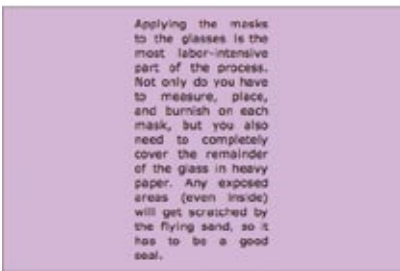 Applying the masks
to the glasses is the
most labor-intensive
part of the process.
Not only do you have
to measure, place,
and burnish on each
mask, but you also
need to completely
cover the remainder
of the glass in heavy
paper. Any exposed
areas (even inside)
will get scratched by
the flying sand, so it
has to be a good
seal.